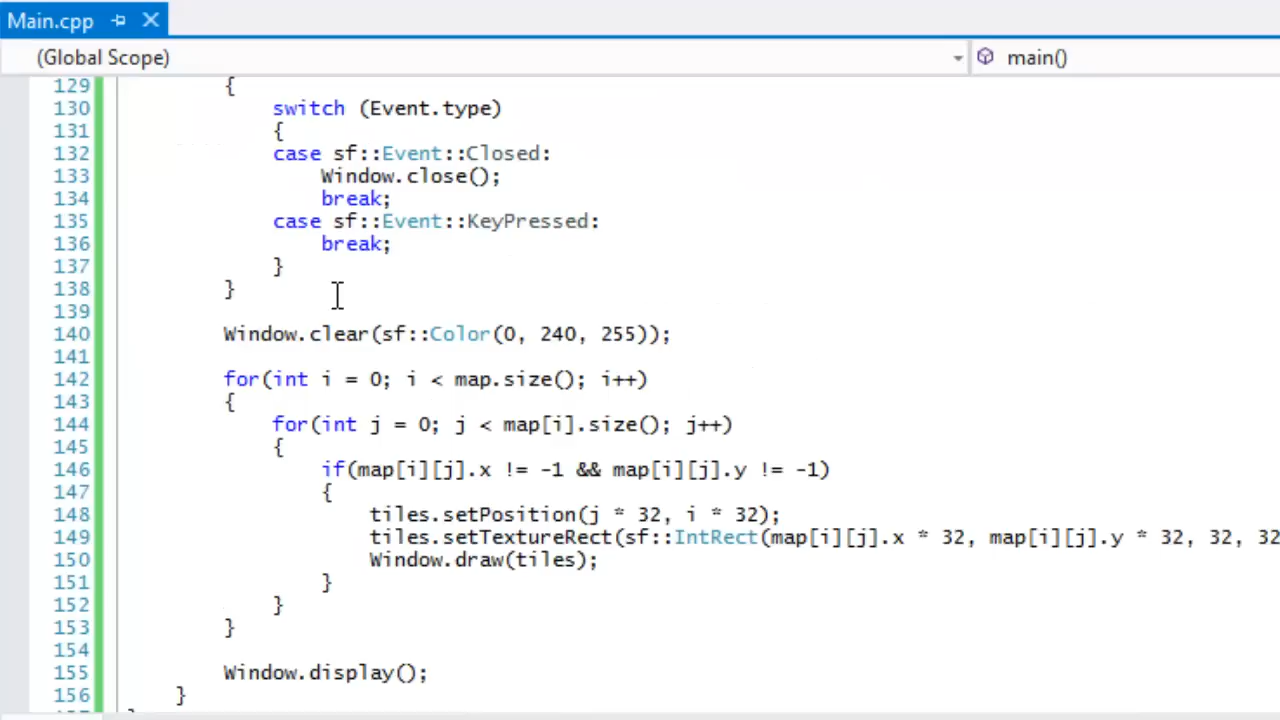 Main.cpp
(Global Scope) main()
129 {
130 switch (Event.type)
131 {
132 case sf::Event::Closed:
133 Window.close();
134 break;
135 case sf::Event::KeyPressed:
136 break;
137 }
138 }
139
140 Window.clear(sf::Color(0, 240, 255));
141
142 for(int i = 0; i < map.size(); i++)
143 {
144 for(int j = 0; j < map[i].size(); j++)
145 {
146 if(map[i][j].x != -1 && map[i][j].y != -1)
147 {
148 tiles.setPosition(j * 32, i * 32);
149 tiles.setTextureRect(sf::IntRect(map[i][j].x * 32, map[i][j].y * 32, 32, 32
150 Window.draw(tiles);
151 }
152 }
153 }
154
155 Window.display();
156 }